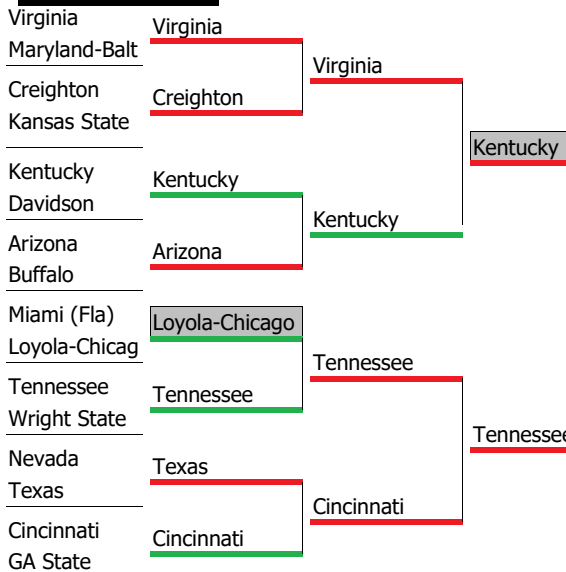 Virginia
Maryland-Balt
Creighton
Kansas State
Kentucky
Davidson
Arizona
Buffalo
Miami (Fla)
Loyola-Chicag
Tennessee
Wright State
Nevada
Texas
Cincinnati
GA State
Virginia
Creighton
Kentucky
Arizona
Loyola-Chicago
Tennessee
Texas
Cincinnati
Virginia
Kentucky
Tennessee
Cincinnati
Kentucky
Tennessee